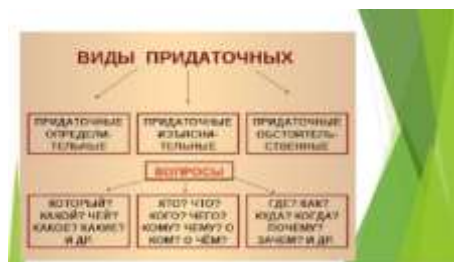 ВИДЫ ПРИДАТОЧНЫХ
ПРИДАТОЧНЫЕ
ОПРЕДЕЛИ-
ТЕЛЬНЫЕ
ПРИДАТОЧНЫЕ
ИЗЪЯСНИ-
ТЕЛЬНЫЕ
ПРИДАТОЧНЫЕ
ОБСТОЯТЕЛЬ-
СТВЕННЫЕ
ВОПРОСЫ
КОТОРЫЙ?
КАКОЙ? ЧЕЙ?
КАКОЕ? КАКИЕ?
И ДР.
КТО? ЧТО?
КОГО? ЧЕГО?
КОМУ? ЧЕМУ? О
КОМ? О ЧЁМ?
ГДЕ? КАК?
КУДА? КОГДА?
ПОЧЕМУ?
ЗАЧЕМ? И ДР.